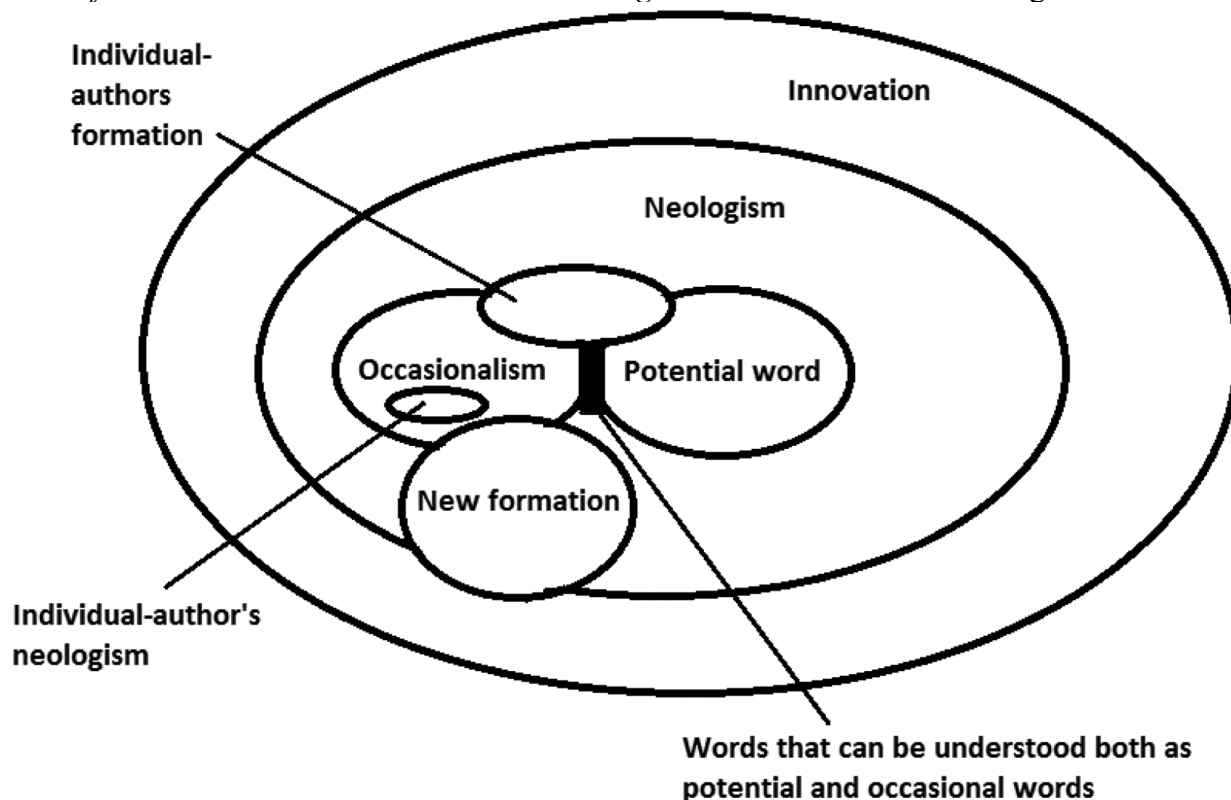 Individual-
authors
formation
Innovation
Neologism
Occasionalism
Potential word
New formation
Individual-author's
neologism
Words that can be understood both as
potential and occasional words